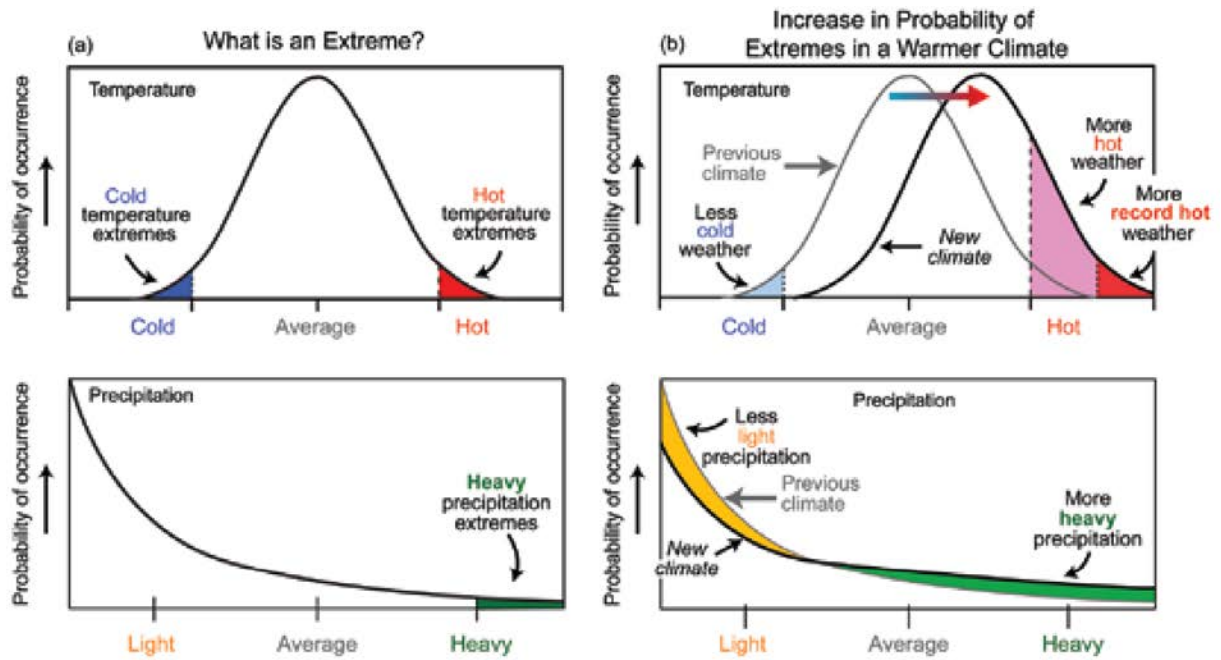 (a)
What is an Extreme?
Probability of occurrence
Temperature
Cold
temperature
extremes
Hot
temperature
extremes
Cold
Average
Hot
(b)
Increase in Probability of
Extremes in a Warmer Climate
Probability of occurrence
Temperature
Previous
climate
Less
cold
weather
New
climate
More
hot
weather
More
record hot
weather
Cold
Average
Hot
Probability of occurrence
Precipitation
Heavy
precipitation
extremes
Light
Average
Heavy
Probability of occurrence
Precipitation
Less
light
precipitation
Previous
climate
New
climate
More
heavy
precipitation
Light
Average
Heavy